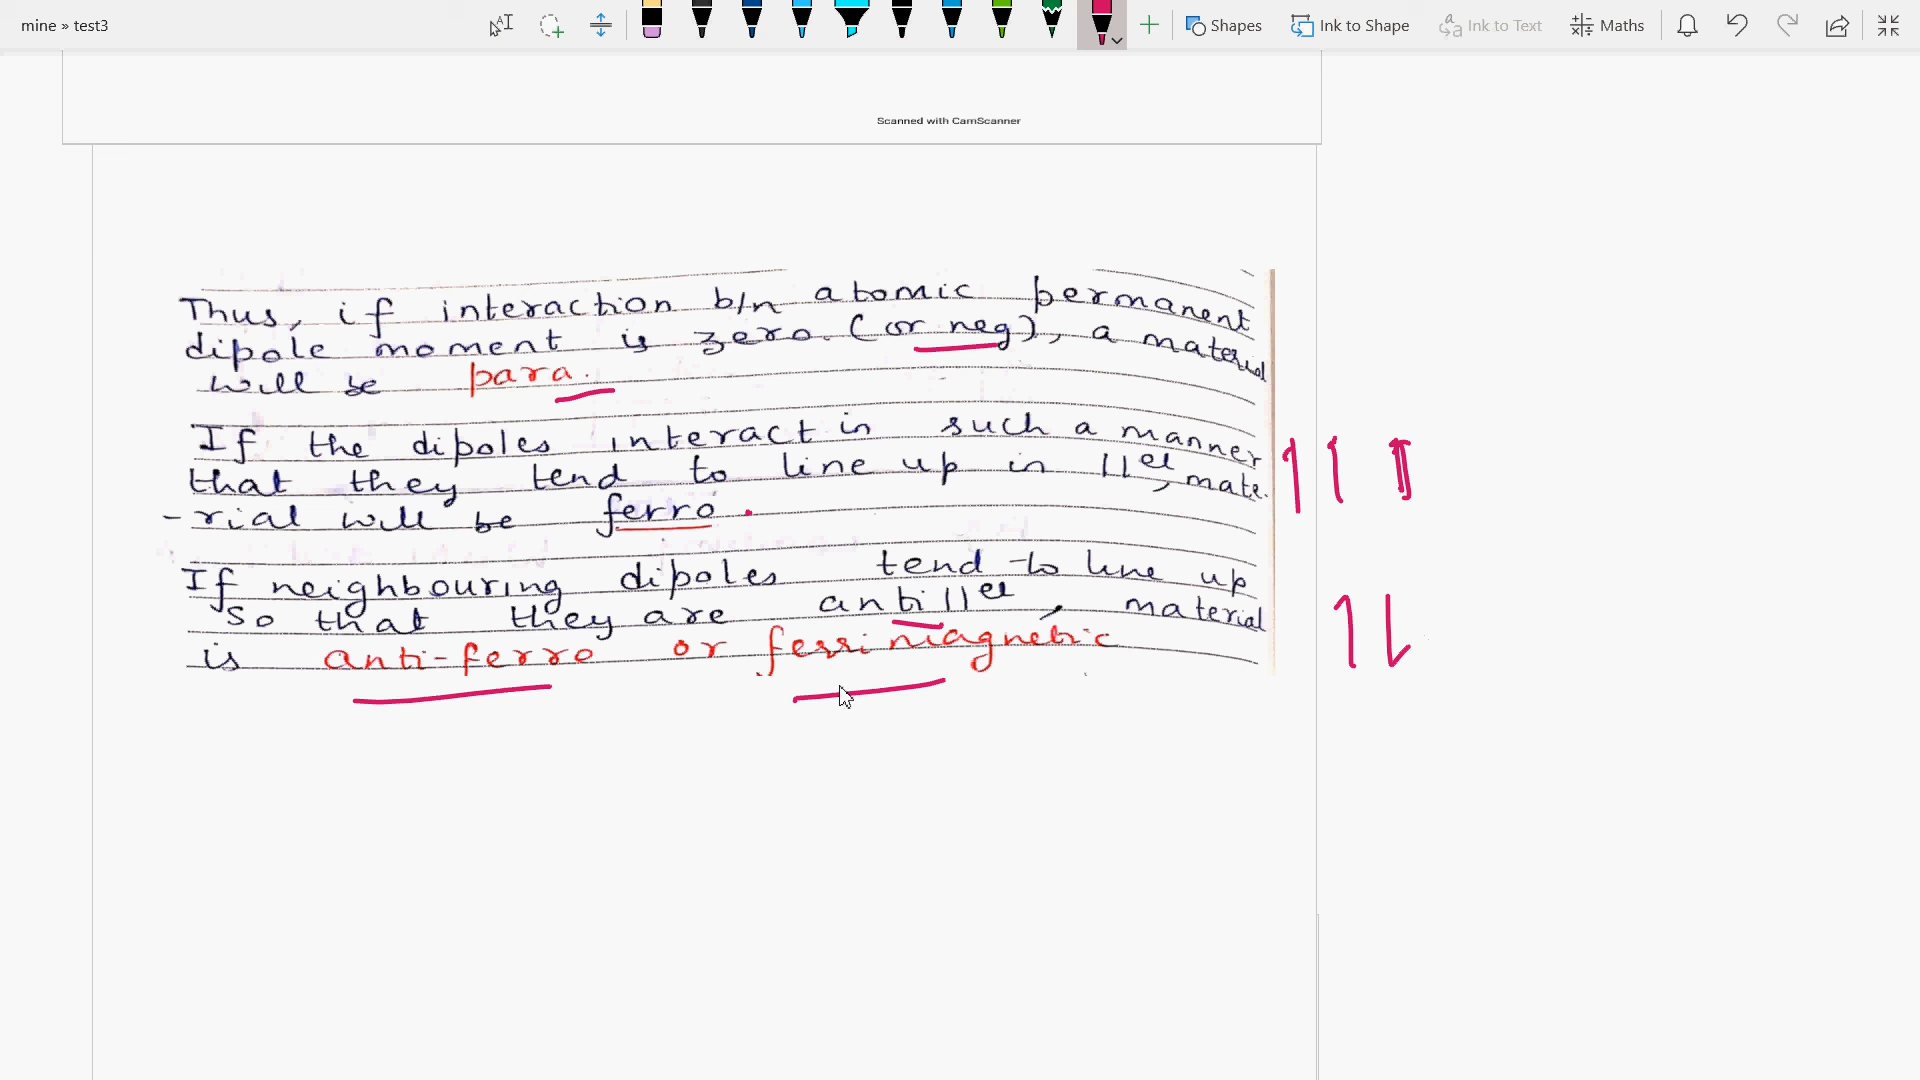 mine » test3
Shapes
Ink to Shape
Ink to Text
Maths
Scanned with CamScanner
Thus, if interaction b/n atomic permanent
dipole moment is zero. (or neg), a material
will be para.
If the dipoles interact in such a manner
that they tend to line up in 11el, mate.
- rial will be ferro.
If neighbouring dipoles tend to line up
so that they are anti11el, material
is anti-ferro or ferrimagnetic